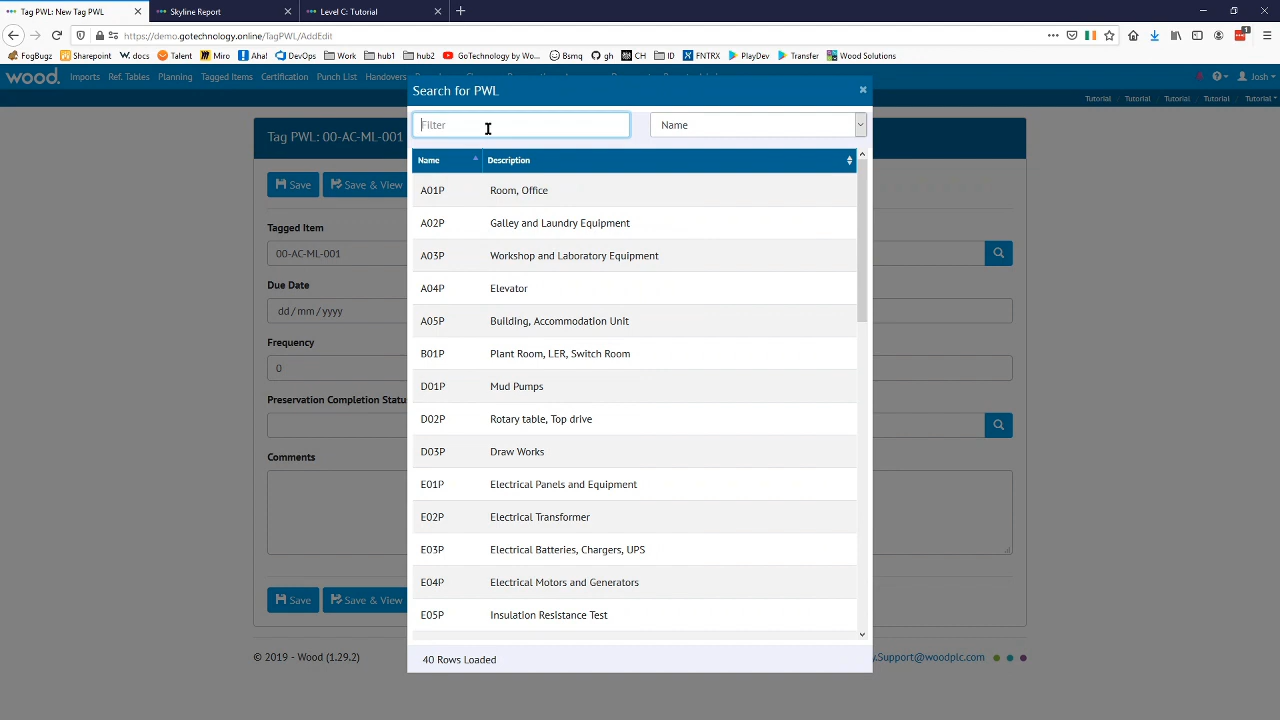 Tag PWL: New Tag PWL
Skyline Report
Level C: Tutorial
https://demo.gotechnology.online/TagPWL/AddEdit
FogBugz Sharepoint docs Talent Miro Aha! DevOps Work hub1 hub2 GoTechnology by Wo... Bsmq gh CH ID FNTRX PlayDev Transfer Wood Solutions
wood. Imports Ref. Tables Planning Tagged Items Certification Punch List Handovers Josh
Tutorial Tutorial Tutorial Tutorial Tutorial
Search for PWL
Filter
Name
Name Description
A01P Room, Office
A02P Galley and Laundry Equipment
A03P Workshop and Laboratory Equipment
A04P Elevator
A05P Building, Accommodation Unit
B01P Plant Room, LER, Switch Room
D01P Mud Pumps
D02P Rotary table, Top drive
D03P Draw Works
E01P Electrical Panels and Equipment
E02P Electrical Transformer
E03P Electrical Batteries, Chargers, UPS
E04P Electrical Motors and Generators
E05P Insulation Resistance Test
40 Rows Loaded
Tag PWL: 00-AC-ML-001
Save
Save & View
Tagged Item
00-AC-ML-001
Due Date
dd / mm / yyyy
Frequency
0
Preservation Completion Statu
Comments
Save
Save & View
© 2019 - Wood (1.29.2)
y.Support@woodplc.com